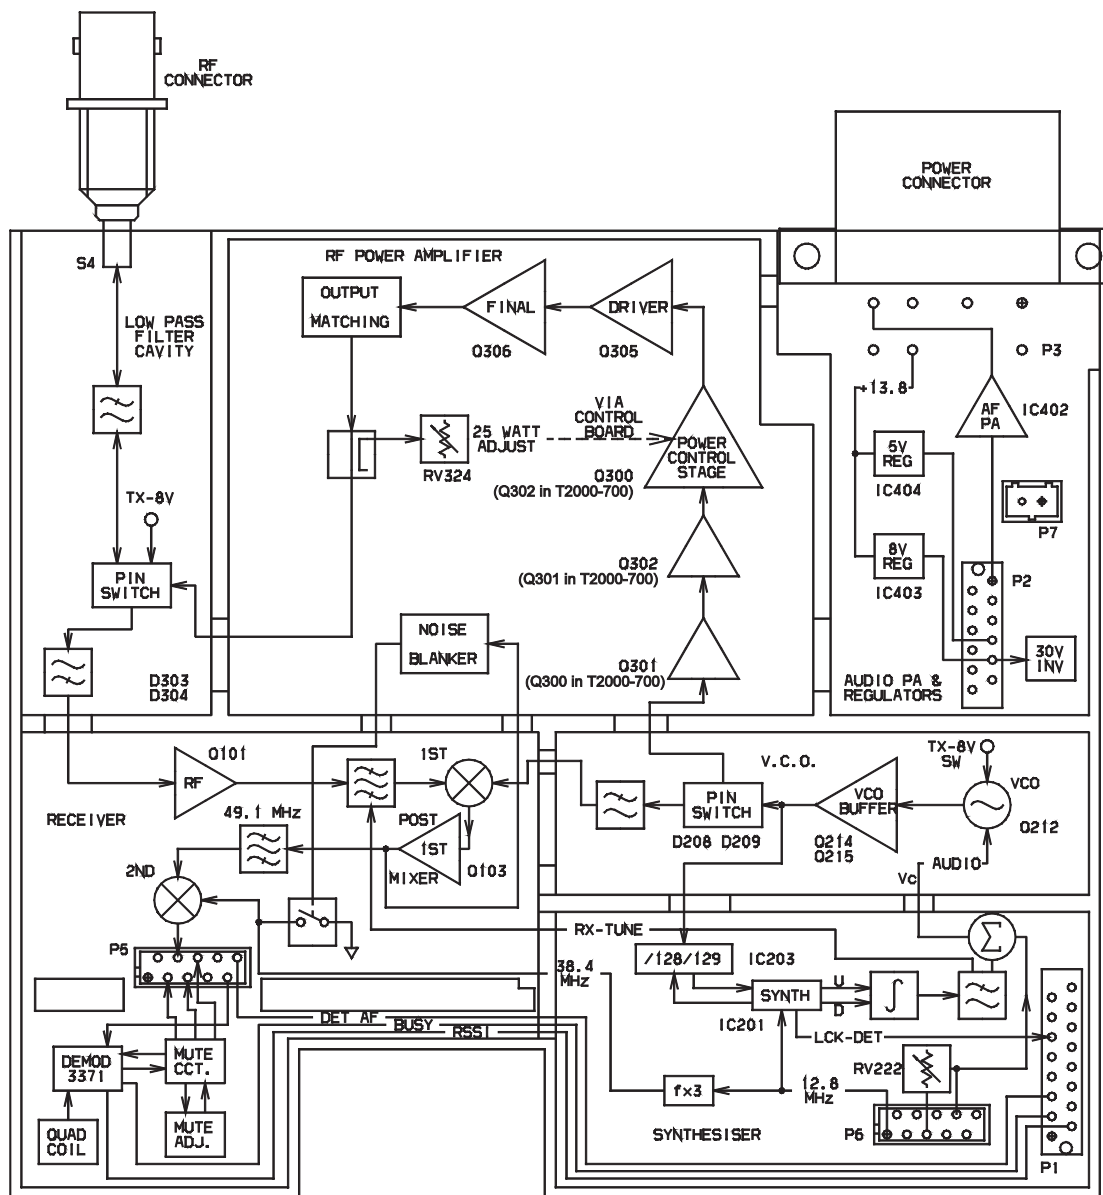 RF
CONNECTOR
POWER
CONNECTOR
S4
RF POWER AMPLIFIER
OUTPUT
MATCHING
FINAL
DRIVER
Q306
Q305
LOW PASS
FILTER
CAVITY
P3
+13.8
AF
PA
IC402
VIA
CONTROL
BOARD
25 WATT
ADJUST
RV324
POWER
CONTROL
STAGE
Q300
(Q302 in T2000-700)
5V
REG
IC404
P7
TX-8V
PIN
SWITCH
Q302
(Q301 in T2000-700)
8V
REG
IC403
P2
NOISE
BLANKER
D303
D304
Q301
(Q300 in T2000-700)
30V
INV
AUDIO PA &
REGULATORS
Q101
RF
1ST
V.C.O.
TX-8V
SW
VCO
RECEIVER
49.1 MHz
POST
1ST
MIXER
Q103
PIN
SWITCH
D208 D209
VCO
BUFFER
Q214
Q215
Q212
AUDIO
Vc
2ND
P5
RX-TUNE
Σ
38.4
MHz
/128/129
IC203
SYNTH
IC201
U
D
∫
DET AF
BUSY
RSSI
LCK-DET
DEMOD
3371
MUTE
CCT.
RV222
fx3
12.8
MHz
QUAD
COIL
MUTE
ADJ.
SYNTHESISER
P6
P1